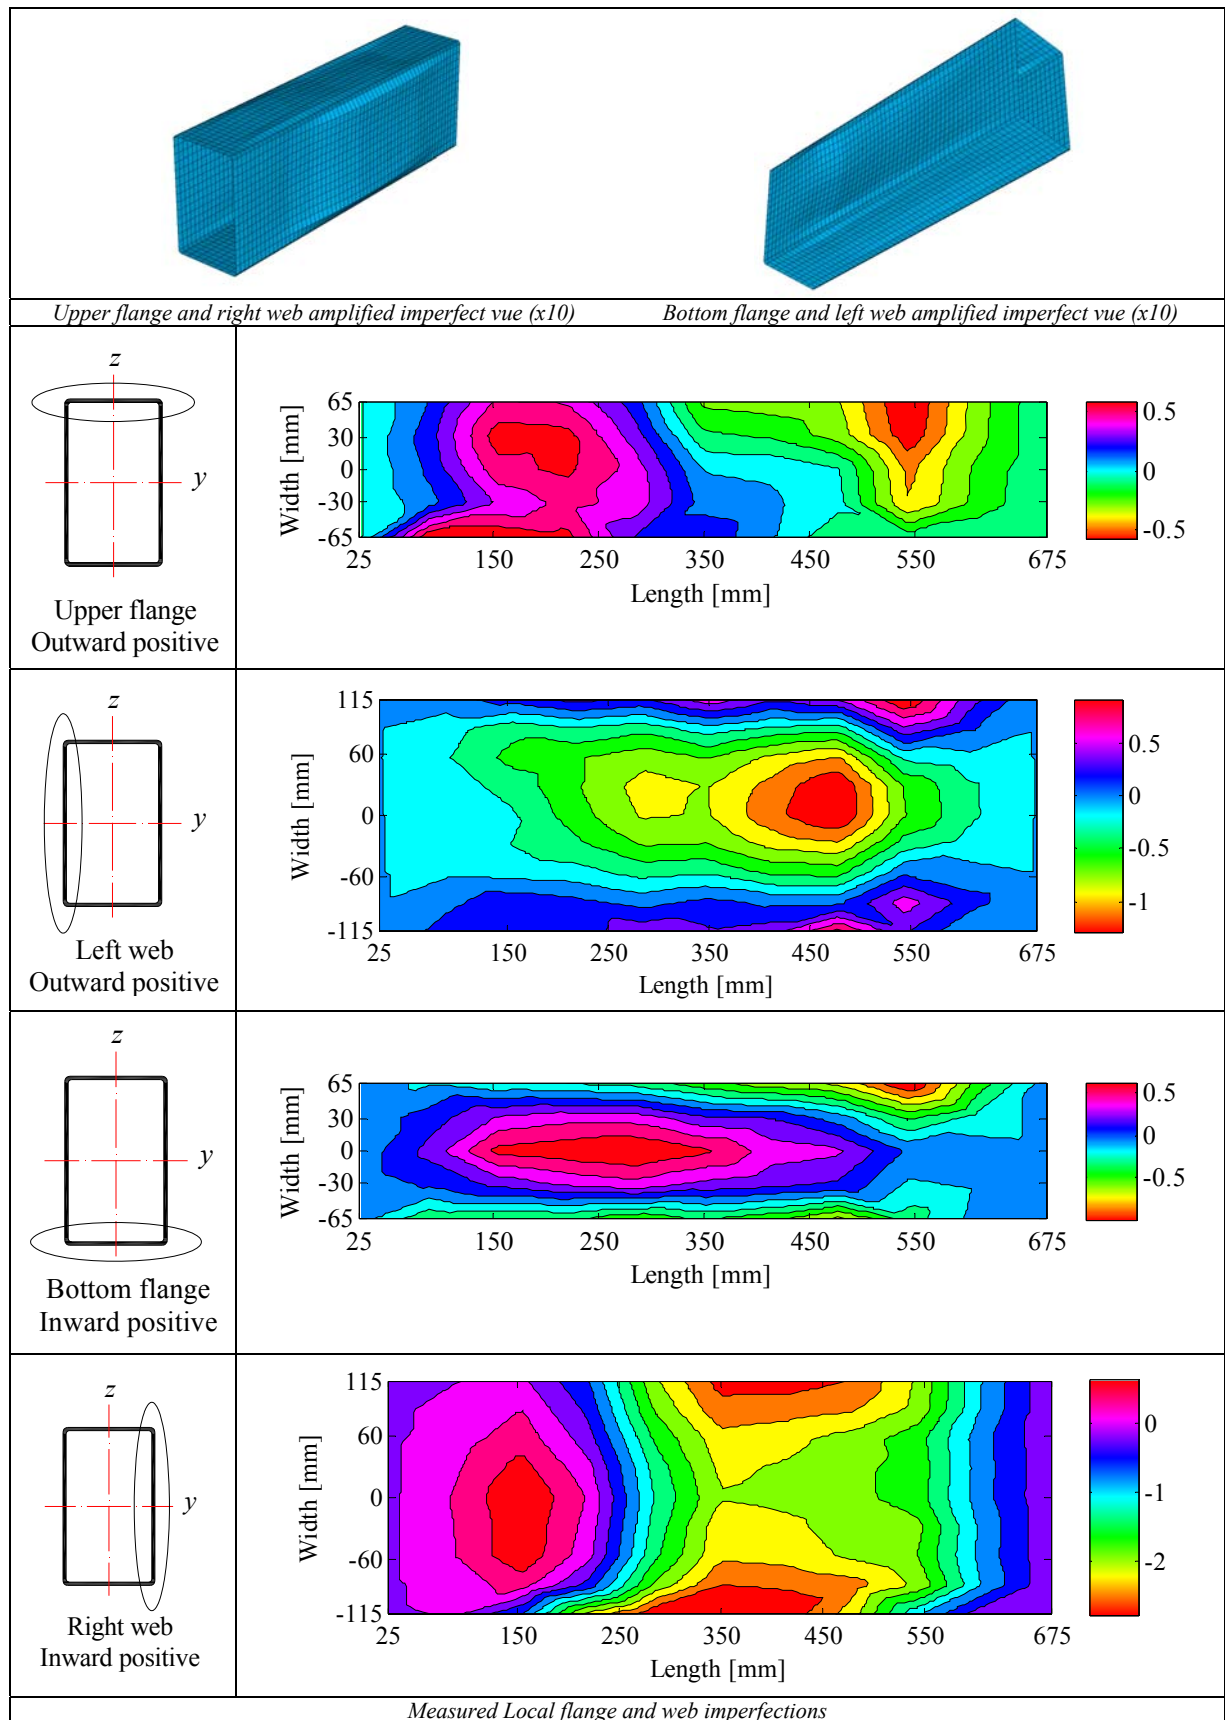 Upper flange and right web amplified imperfect vue (x10)
Bottom flange and left web amplified imperfect vue (x10)
z
y
Upper flange
Outward positive
Width [mm]
65
30
0
-30
-65
25 150 250 350 450 550 675
Length [mm]
0.5
0
-0.5
z
y
Left web
Outward positive
Width [mm]
115
60
0
-60
-115
25 150 250 350 450 550 675
Length [mm]
0.5
0
-0.5
-1
z
y
Bottom flange
Inward positive
Width [mm]
65
30
0
-30
-65
25 150 250 350 450 550 675
Length [mm]
0.5
0
-0.5
z
y
Right web
Inward positive
Width [mm]
115
60
0
-60
-115
25 150 250 350 450 550 675
Length [mm]
0
-1
-2
Measured Local flange and web imperfections